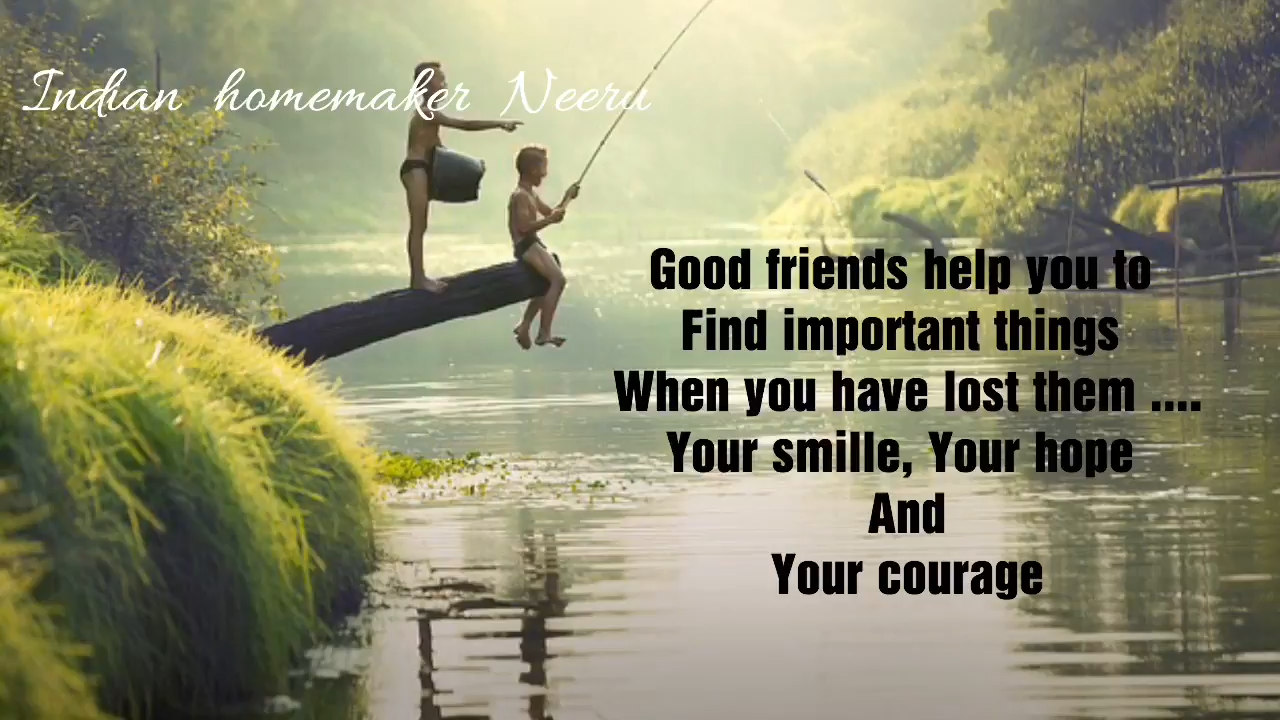 Indian homemaker Neeru
Good friends help you to
Find important things
When you have lost them ....
Your smille, Your hope
And
Your courage